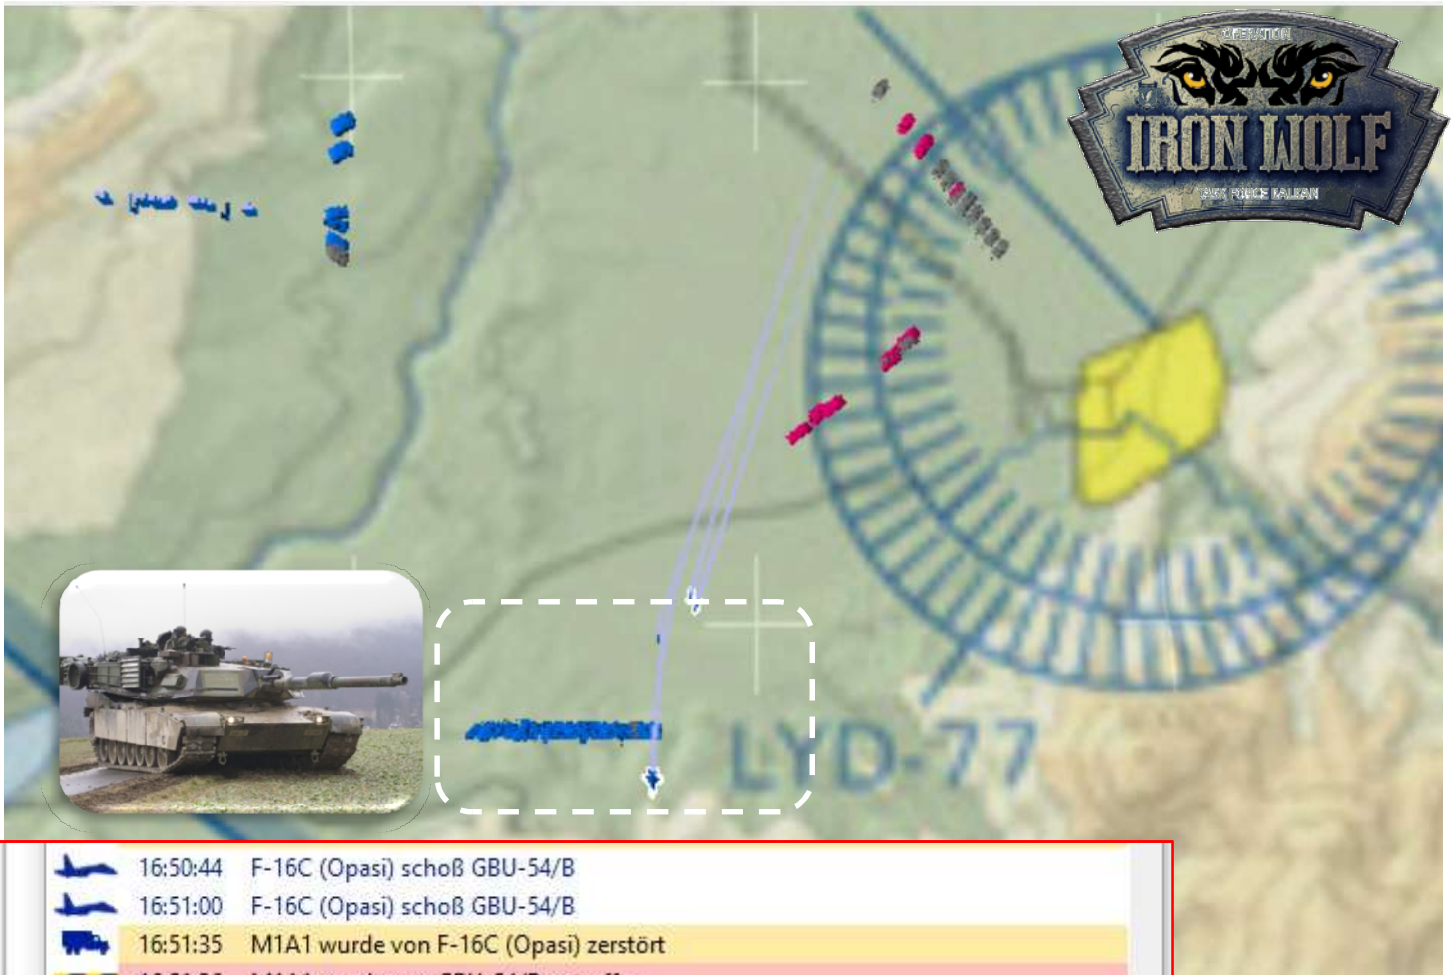 OPERATION
IRON WOLF
TASK FORCE BALKAN
LYD-77
16:50:44 F-16C (Opasi) schoß GBU-54/B
16:51:00 F-16C (Opasi) schoß GBU-54/B
16:51:35 M1A1 wurde von F-16C (Opasi) zerstört